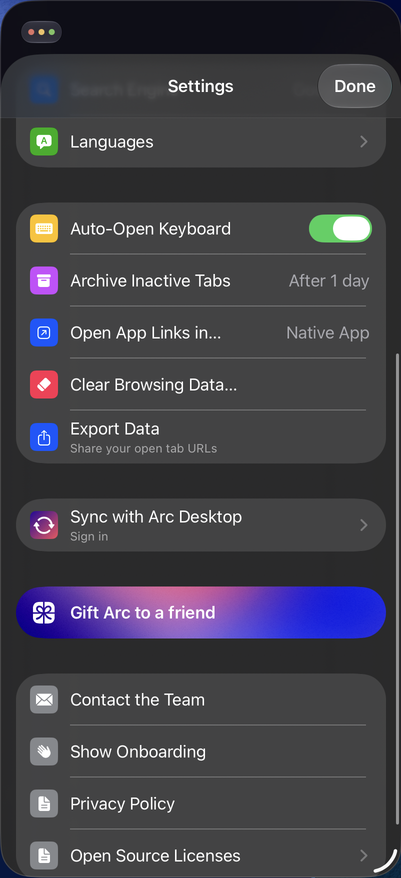 Settings
Done
Languages
Auto-Open Keyboard
Archive Inactive Tabs
After 1 day
Open App Links in...
Native App
Clear Browsing Data...
Export Data
Share your open tab URLs
Sync with Arc Desktop
Sign in
Gift Arc to a friend
Contact the Team
Show Onboarding
Privacy Policy
Open Source Licenses